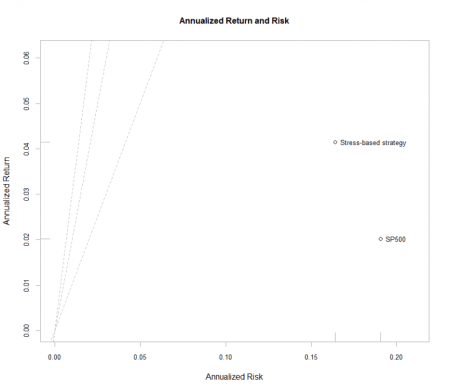 Annualized Return and Risk
Annualized Return
0.06
0.05
0.04
0.03
0.02
0.01
0.00
Stress-based strategy
SP500
0.00 0.05 0.10 0.15 0.20
Annualized Risk